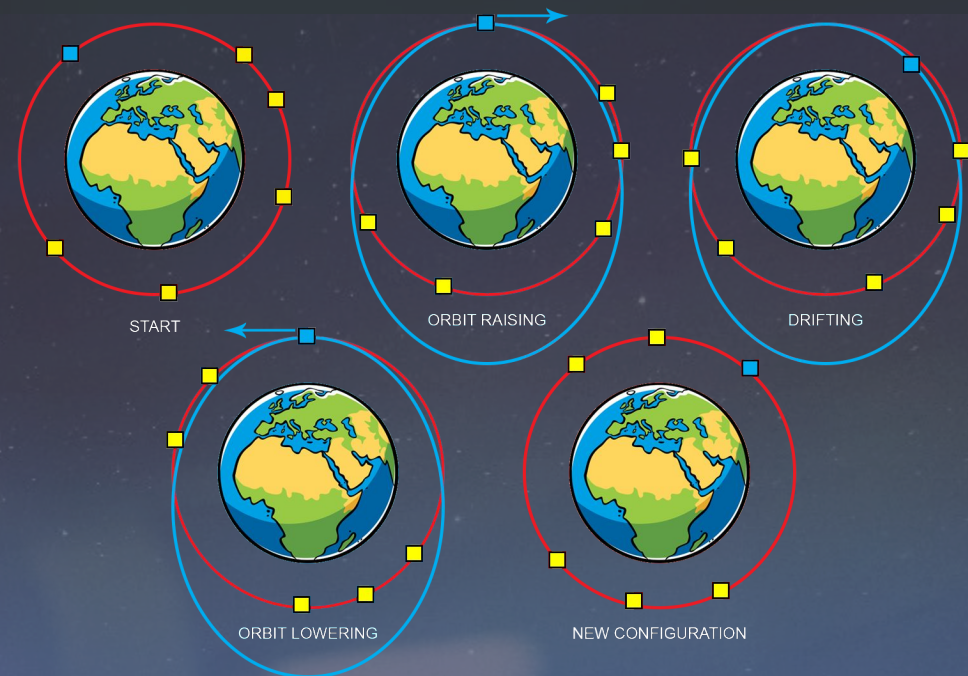 START
ORBIT RAISING
DRIFTING
ORBIT LOWERING
NEW CONFIGURATION